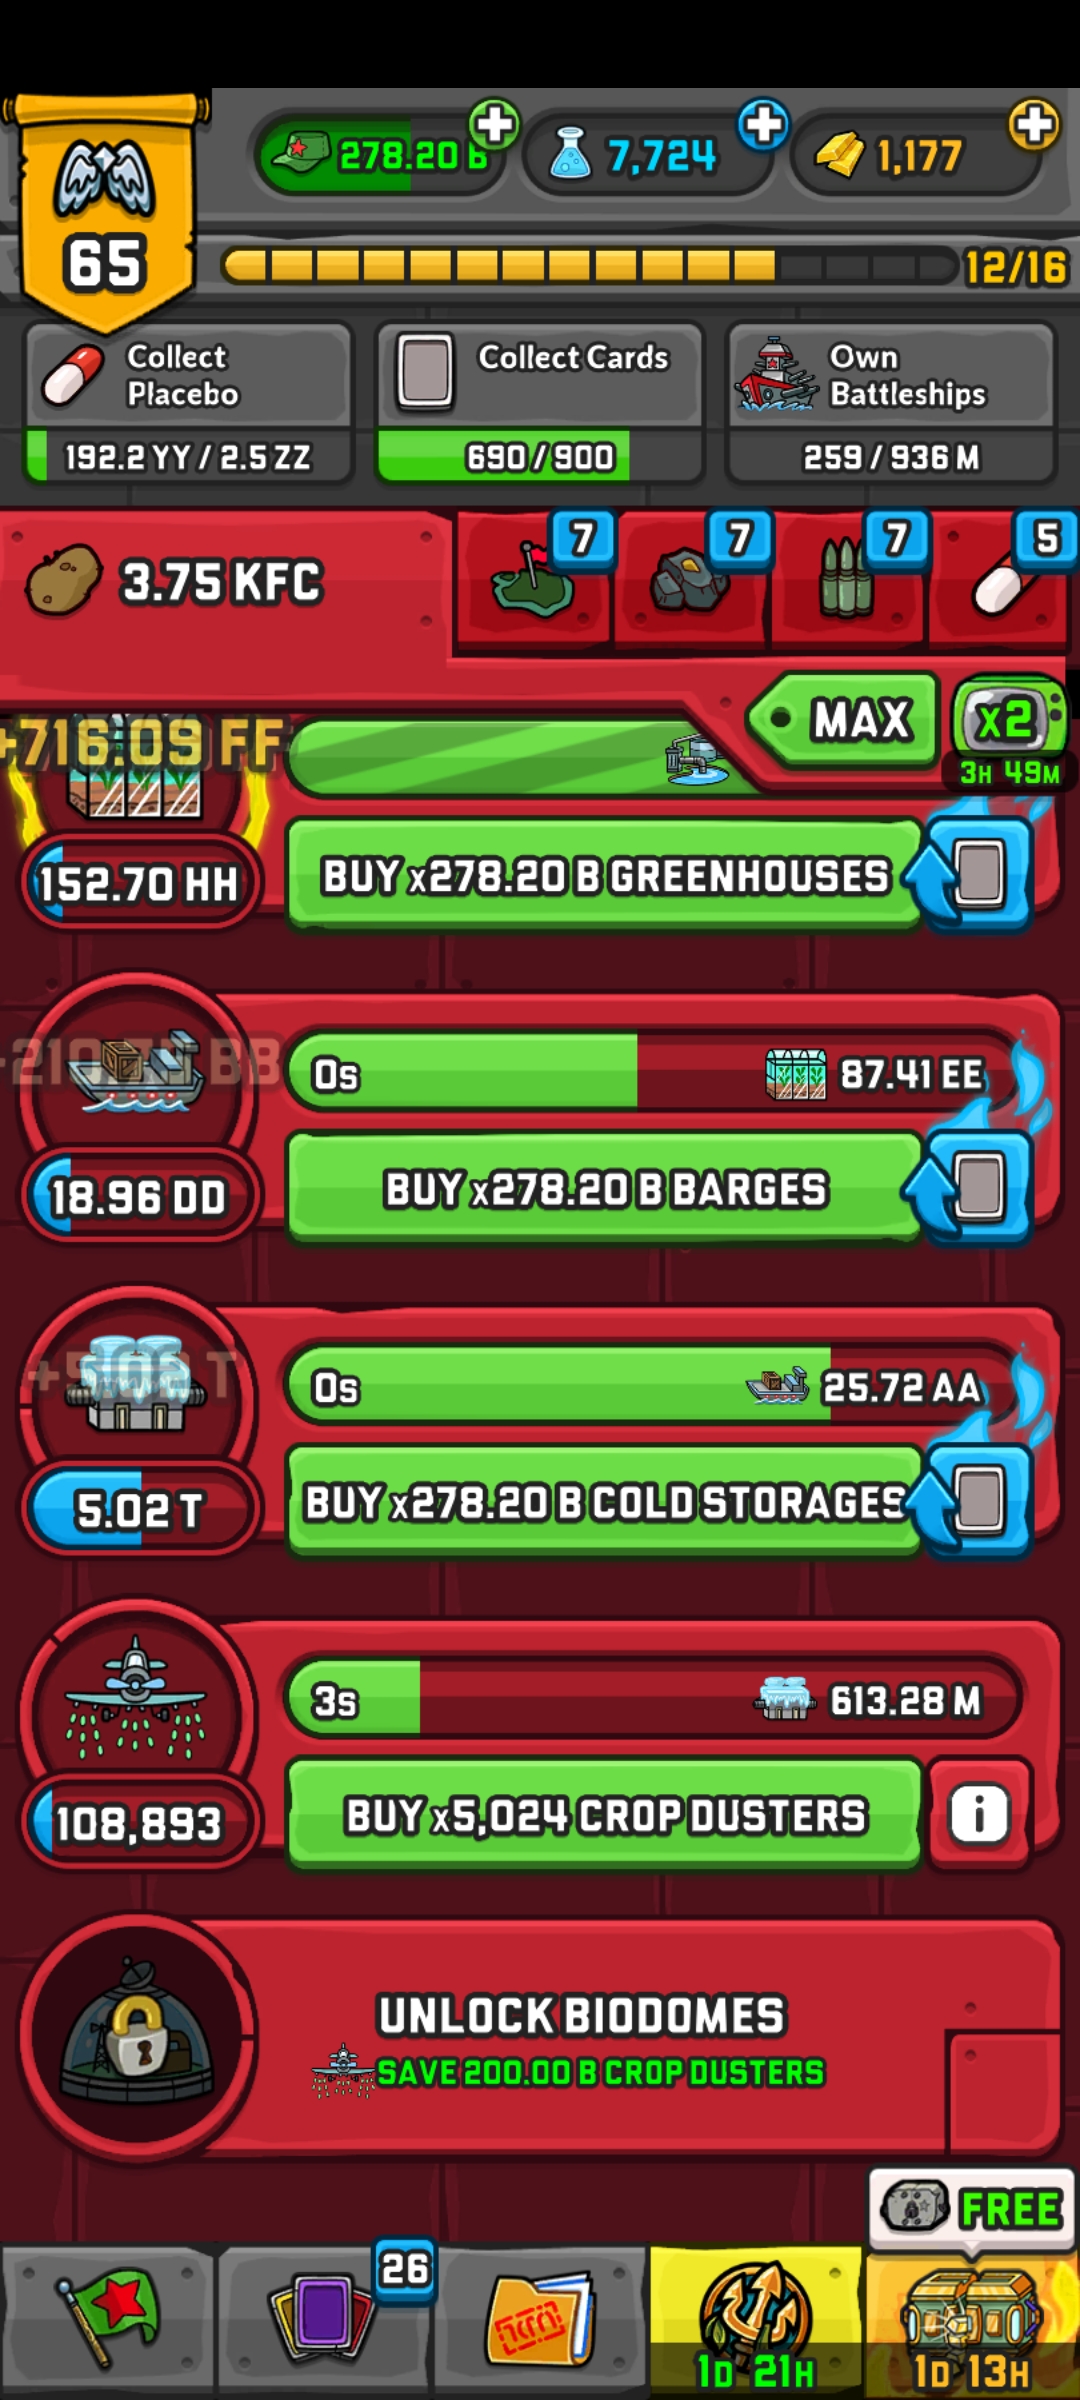 65
278.20 B
7,724
1,177
12/16
Collect
Placebo
192.2 YY / 2.5 ZZ
Collect Cards
690 / 900
Own
Battleships
259 / 936 M
3.75 KFC
7
7
7
5
MAX
x2
3H 49M
+716.09 FF
152.70 HH
BUY x278.20 B GREENHOUSES
0s
87.41 EE
18.96 DD
BUY x278.20 B BARGES
+5.02 T
0s
25.72 AA
5.02 T
BUY x278.20 B COLD STORAGES
3s
613.28 M
108,893
BUY x5,024 CROP DUSTERS
i
UNLOCK BIODOMES
SAVE 200.00 B CROP DUSTERS
FREE
26
1D 21H
1D 13H